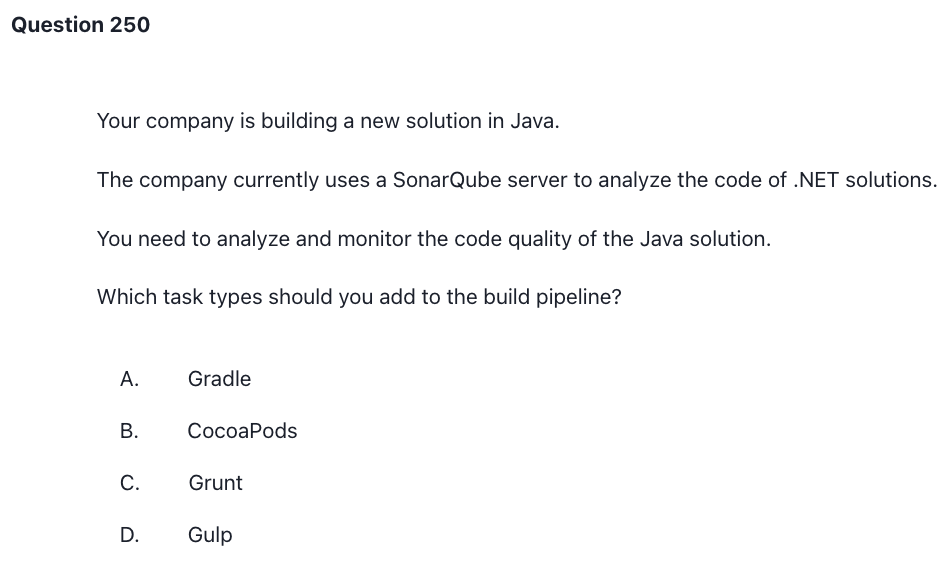 Question 250
Your company is building a new solution in Java.
The company currently uses a SonarQube server to analyze the code of .NET solutions.
You need to analyze and monitor the code quality of the Java solution.
Which task types should you add to the build pipeline?
A. Gradle
B. CocoaPods
C. Grunt
D. Gulp